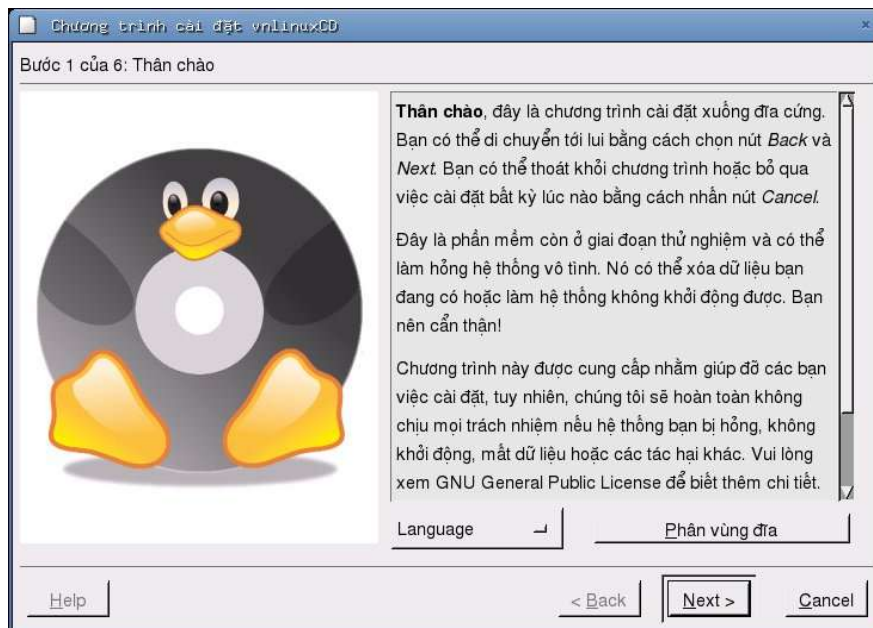 Chương trình cài đặt vnlinuxCD
Bước 1 của 6: Thân chào
Thân chào, đây là chương trình cài đặt xuống đĩa cứng.
Bạn có thể di chuyển tới lui bằng cách chọn nút Back và
Next. Bạn có thể thoát khỏi chương trình hoặc bỏ qua
việc cài đặt bất kỳ lúc nào bằng cách nhấn nút Cancel.
Đây là phần mềm còn ở giai đoạn thử nghiệm và có thể
làm hỏng hệ thống vô tình. Nó có thể xóa dữ liệu bạn
đang có hoặc làm hệ thống không khởi động được. Bạn
nên cẩn thận!
Chương trình này được cung cấp nhằm giúp đỡ các bạn
việc cài đặt, tuy nhiên, chúng tôi sẽ hoàn toàn không
chịu mọi trách nhiệm nếu hệ thống bạn bị hỏng, không
khởi động, mất dữ liệu hoặc các tác hại khác. Vui lòng
xem GNU General Public License để biết thêm chi tiết.
Language
Phân vùng đĩa
Help
< Back
Next >
Cancel